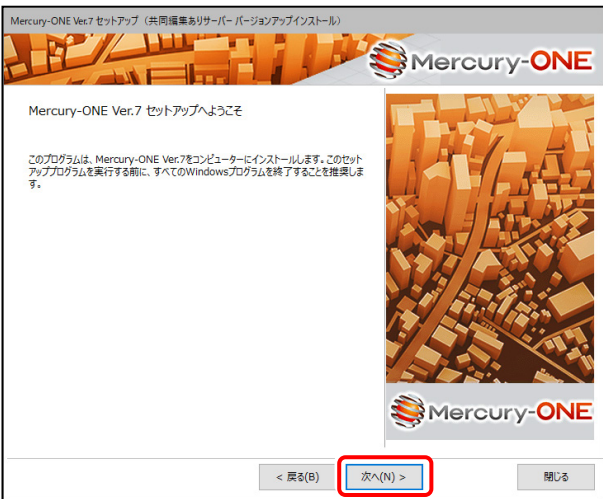 Mercury-ONE Ver.7 セットアップ（共同編集ありサーバー バージョンアップインストール）
Mercury-ONE
Mercury-ONE Ver.7 セットアップへようこそ
このプログラムは、Mercury-ONE Ver.7をコンピューターにインストールします。このセット
アッププログラムを実行する前に、すべてのWindowsプログラムを終了することを推奨しま
す。
Mercury-ONE
< 戻る(B)
次へ(N) >
閉じる